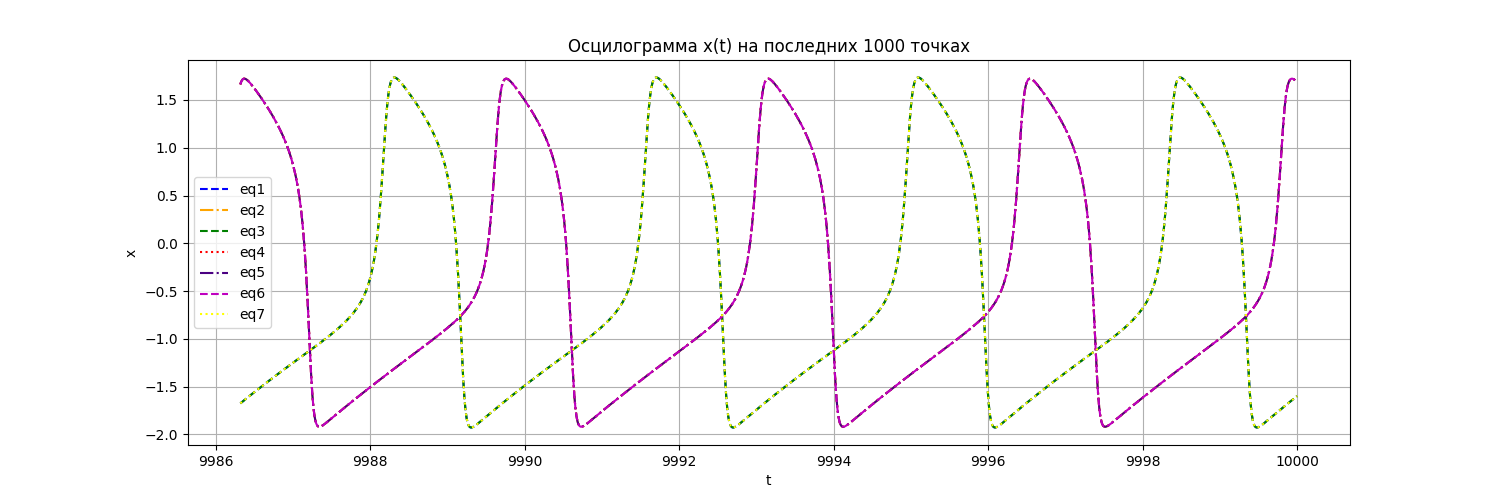 Осцилограмма x(t) на последних 1000 точках
x
1.5
1.0
0.5
0.0
−0.5
−1.0
−1.5
−2.0
eq1
eq2
eq3
eq4
eq5
eq6
eq7
9986
9988
9990
9992
9994
9996
9998
10000
t